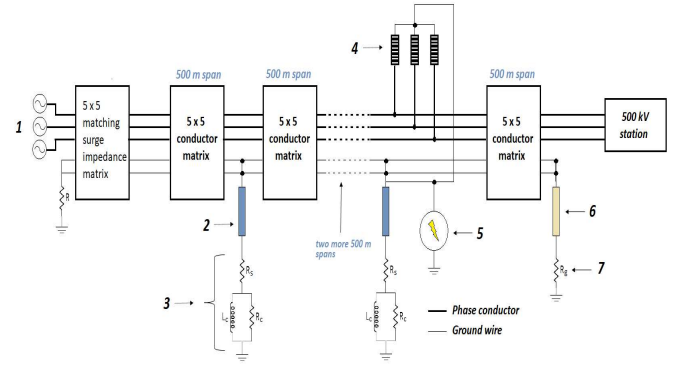 4
500 m span
500 m span
500 m span
1
5 x 5
matching
surge
impedance
matrix
5 x 5
conductor
matrix
5 x 5
conductor
matrix
5 x 5
conductor
matrix
500 kV
station
R
2
two more 500 m
spans
5
6
3
Rs
Lc
Rc
Rs
Lc
Rc
Rg
7
Phase conductor
Ground wire